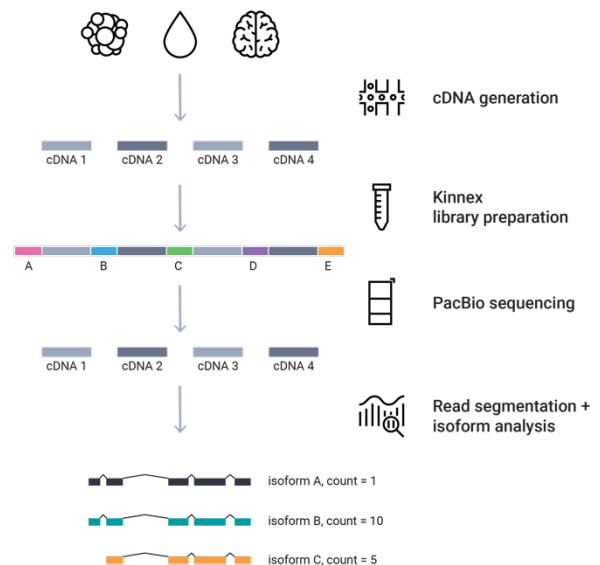 cDNA generation
cDNA 1 cDNA 2 cDNA 3 cDNA 4
Kinnex
library preparation
A B C D E
PacBio sequencing
cDNA 1 cDNA 2 cDNA 3 cDNA 4
Read segmentation +
isoform analysis
isoform A, count = 1
isoform B, count = 10
isoform C, count = 5